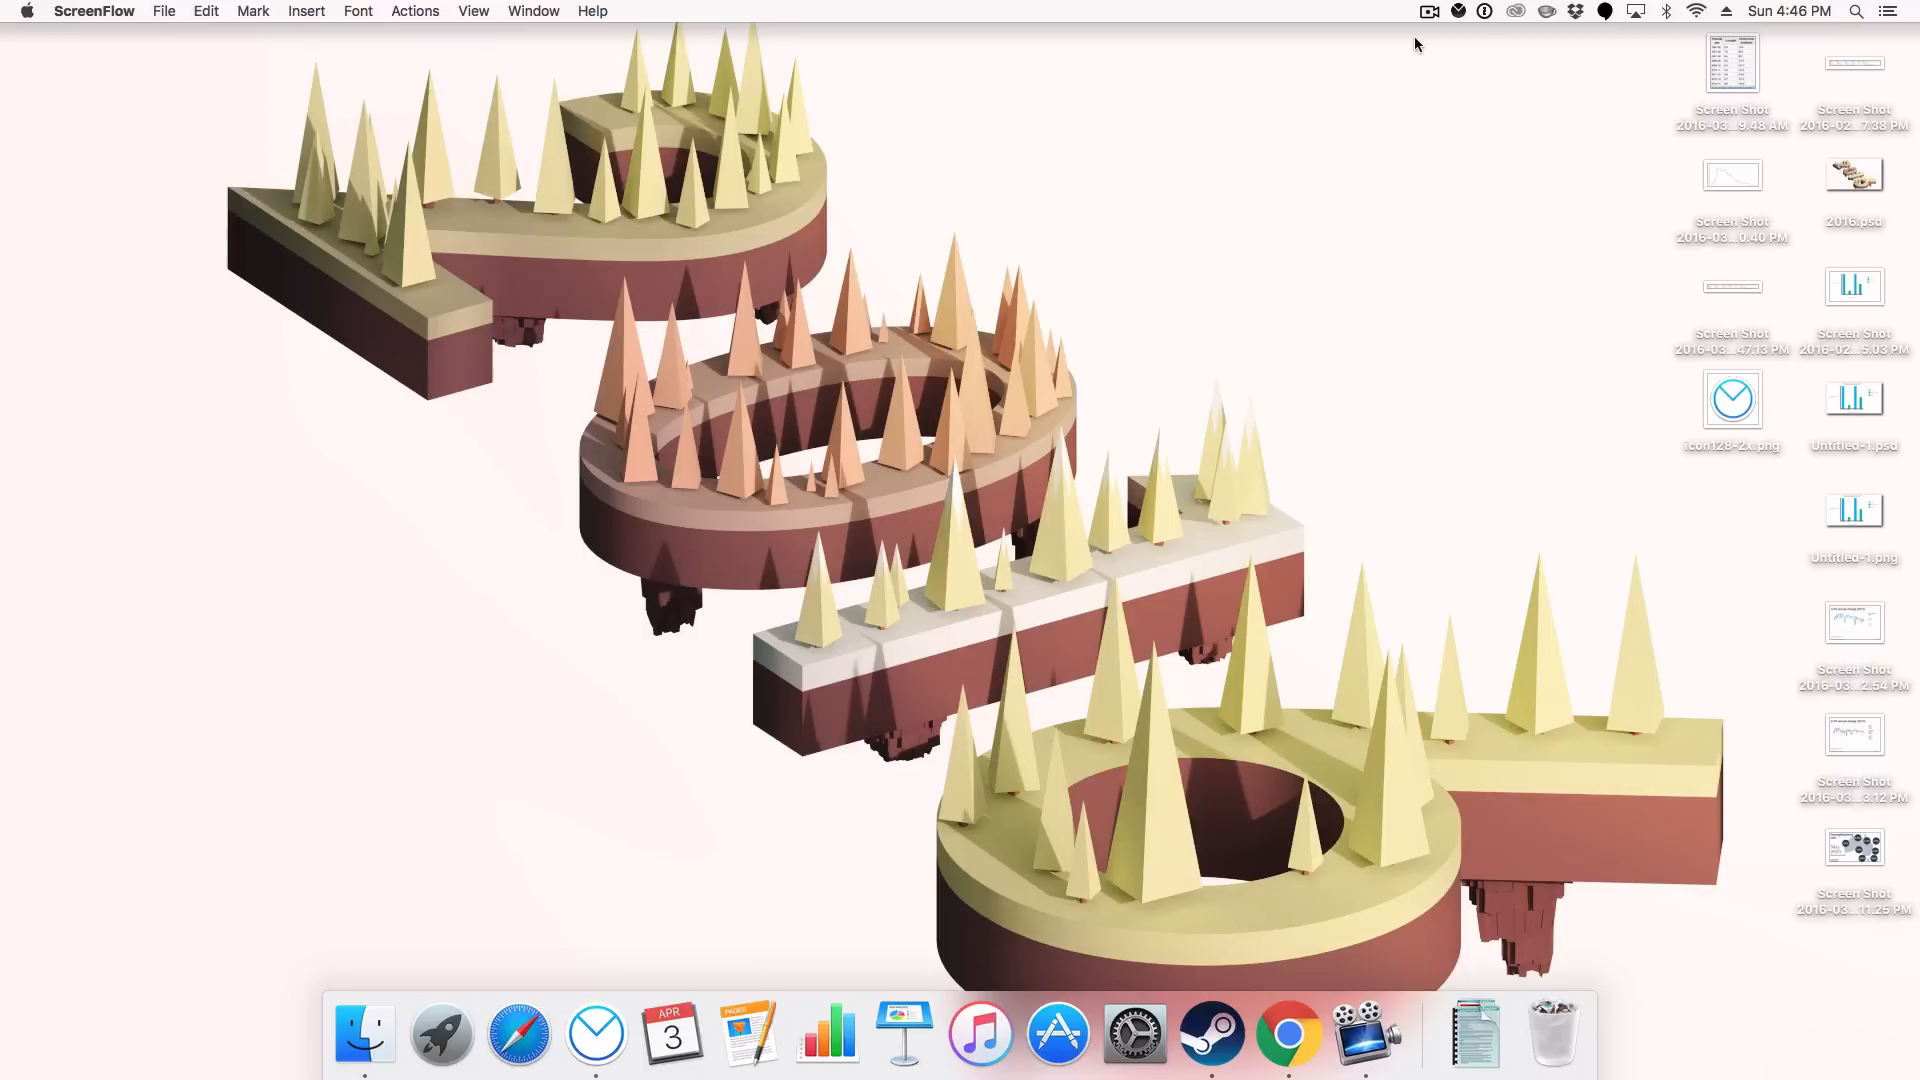 ScreenFlow File Edit Mark Insert Font Actions View Window Help
Sun 4:46 PM
Screen Shot
2016-03...9.48 AM
Screen Shot
2016-02...7.38 PM
Screen Shot
2016-03...0.40 PM
2016.psd
Screen Shot
2016-03...47.13 PM
Screen Shot
2016-02...5.03 PM
icon128-2x.png
Untitled-1.psd
Untitled-1.png
Screen Shot
2016-03...2.54 PM
Screen Shot
2016-03...3.12 PM
Screen Shot
2016-03...11.25 PM
APR
3
PAGES